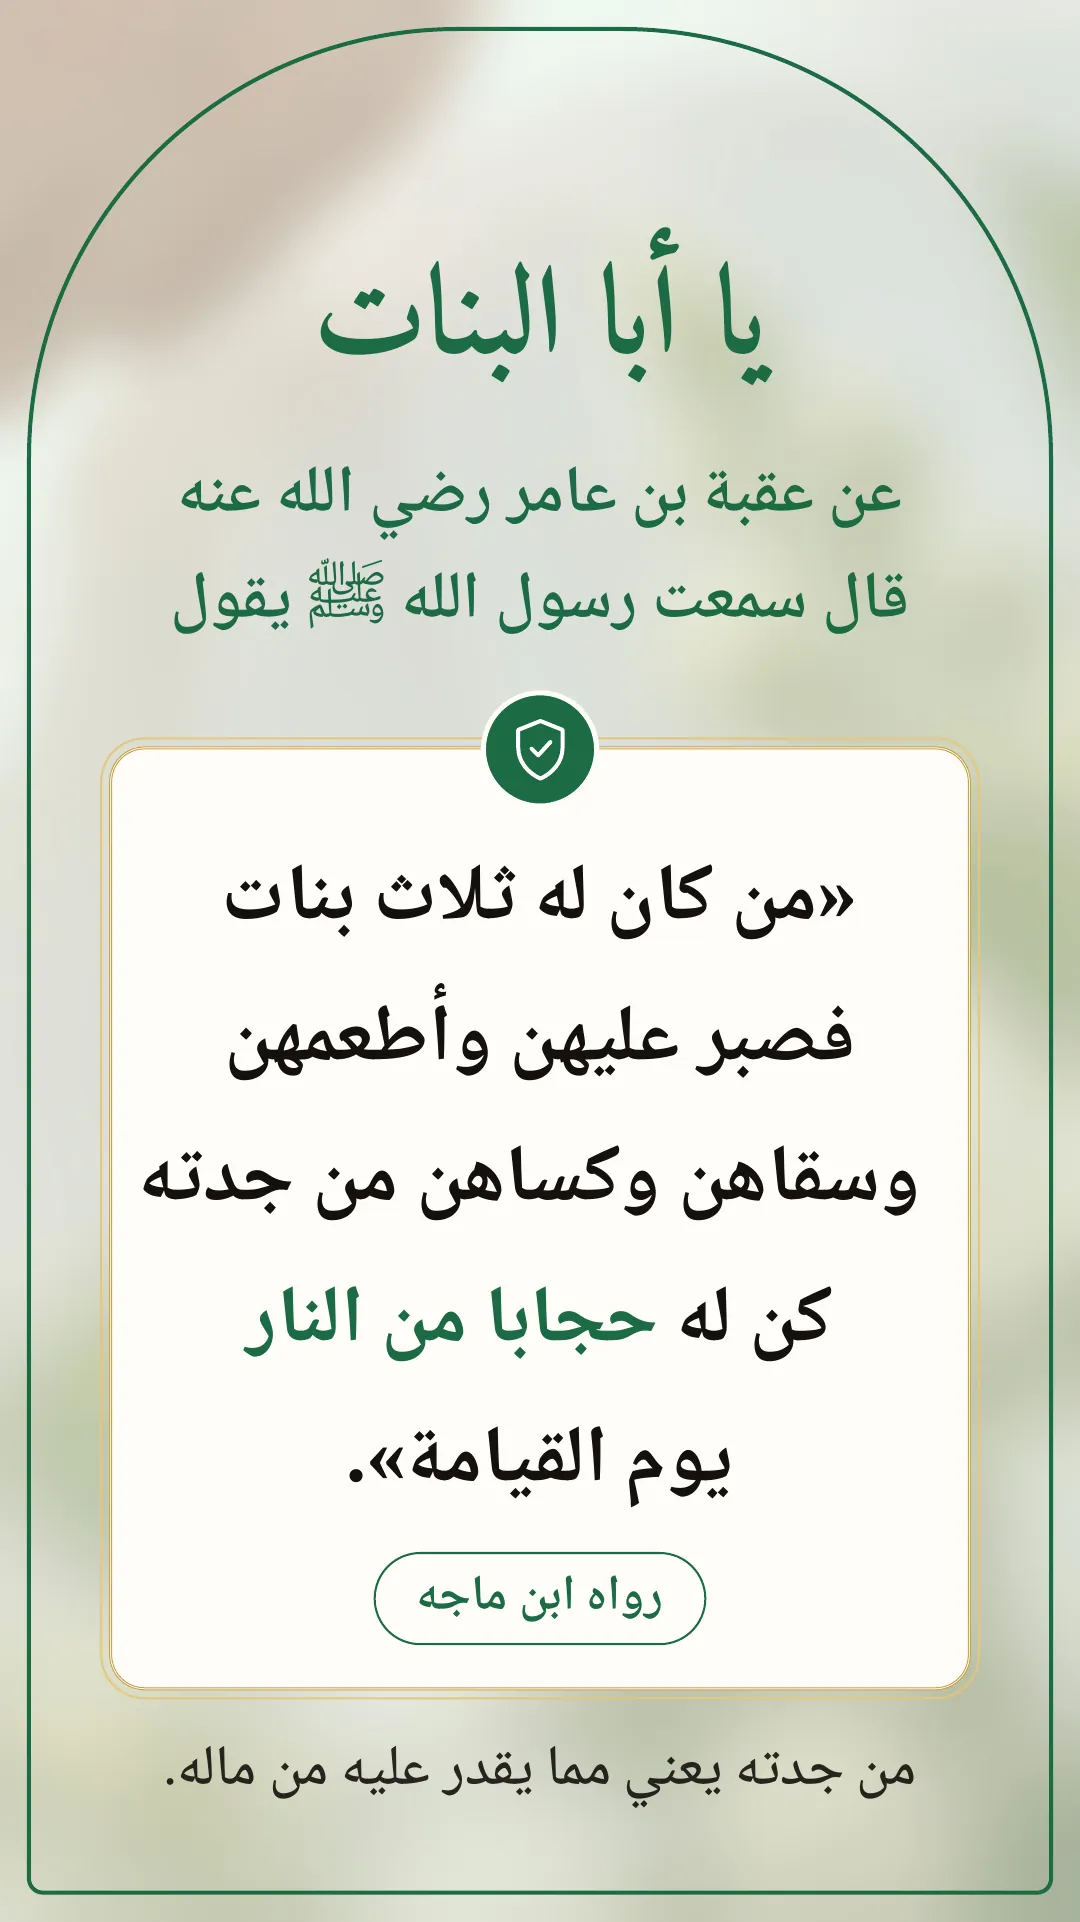 يا أبا البنات
عن عقبة بن عامر رضي الله عنه
قال سمعت رسول الله ﷺ يقول
«من كان له ثلاث بنات
فصبر عليهن وأطعمهن
وسقاهن وكساهن من جدته
كن له حجابا من النار
يوم القيامة».
رواه ابن ماجه
من جدته يعني مما يقدر عليه من ماله.